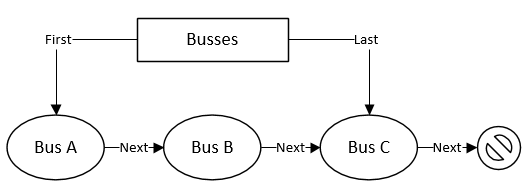 Busses
First
Last
Bus A
Next
Bus B
Next
Bus C
Next